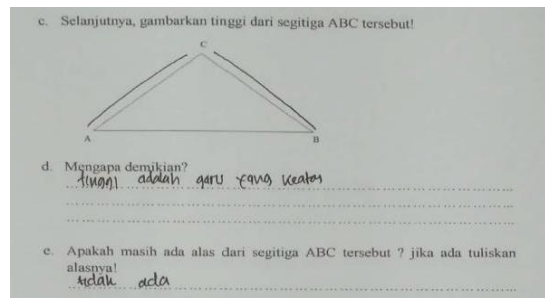 c. Selanjutnya, gambarkan tinggi dari segitiga ABC tersebut!
C
A B
d. Mengapa demikian?
tinggi adalah garis yang keatas
e. Apakah masih ada alas dari segitiga ABC tersebut ? jika ada tuliskan
alasnya!
tidak ada